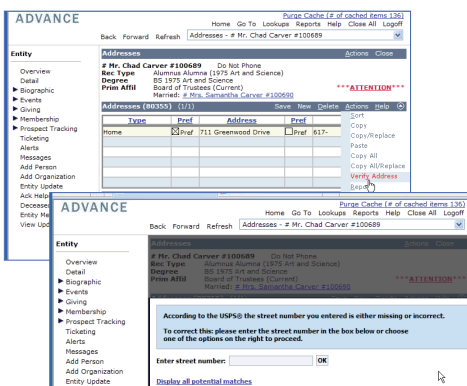 ADVANCE
Purge Cache (# of cached items 136)
Home Go To Lookups Reports Help Close All Logoff
Back Forward Refresh Addresses - # Mr. Chad Carver #100689
Entity
Overview
Detail
Biographic
Events
Giving
Membership
Prospect Tracking
Ticketing
Alerts
Messages
Add Person
Add Organization
Entity Update
Ack Help
Deceased
Entity Me
View Upd
Addresses Actions Close
# Mr. Chad Carver #100689 Do Not Phone
Rec Type Alumnus Alumna (1975 Art and Science)
Degree BS 1975 Art and Science
Prim Affil Board of Trustees (Current)
Married: # Mrs. Samantha Carver #100690
***ATTENTION***
Addresses (80355) (1/1) Save New Delete Actions Help
Type Pref Address Pref
Home Pref 711 Greenwood Drive Pref 617-
Sort
Copy
Copy/Replace
Paste
Copy All
Copy All/Replace
Verify Address
Repo
ADVANCE
Purge Cache (# of cached items 136)
Home Go To Lookups Reports Help Close All Logoff
Back Forward Refresh Addresses - # Mr. Chad Carver #100689
Entity
Overview
Detail
Biographic
Events
Giving
Membership
Prospect Tracking
Ticketing
Alerts
Messages
Add Person
Add Organization
Entity Update
Addresses Actions Close
# Mr. Chad Carver #100689 Do Not Phone
Rec Type Alumnus Alumna (1975 Art and Science)
Degree BS 1975 Art and Science
Prim Affil Board of Trustees (Current)
Married: # Mrs. Samantha Carver #100690
***ATTENTION***
According to the USPS® the street number you entered is either missing or incorrect.
To correct this: please enter the street number in the box below or choose
one of the options on the right to proceed.
Enter street number: OK
Display all potential matches